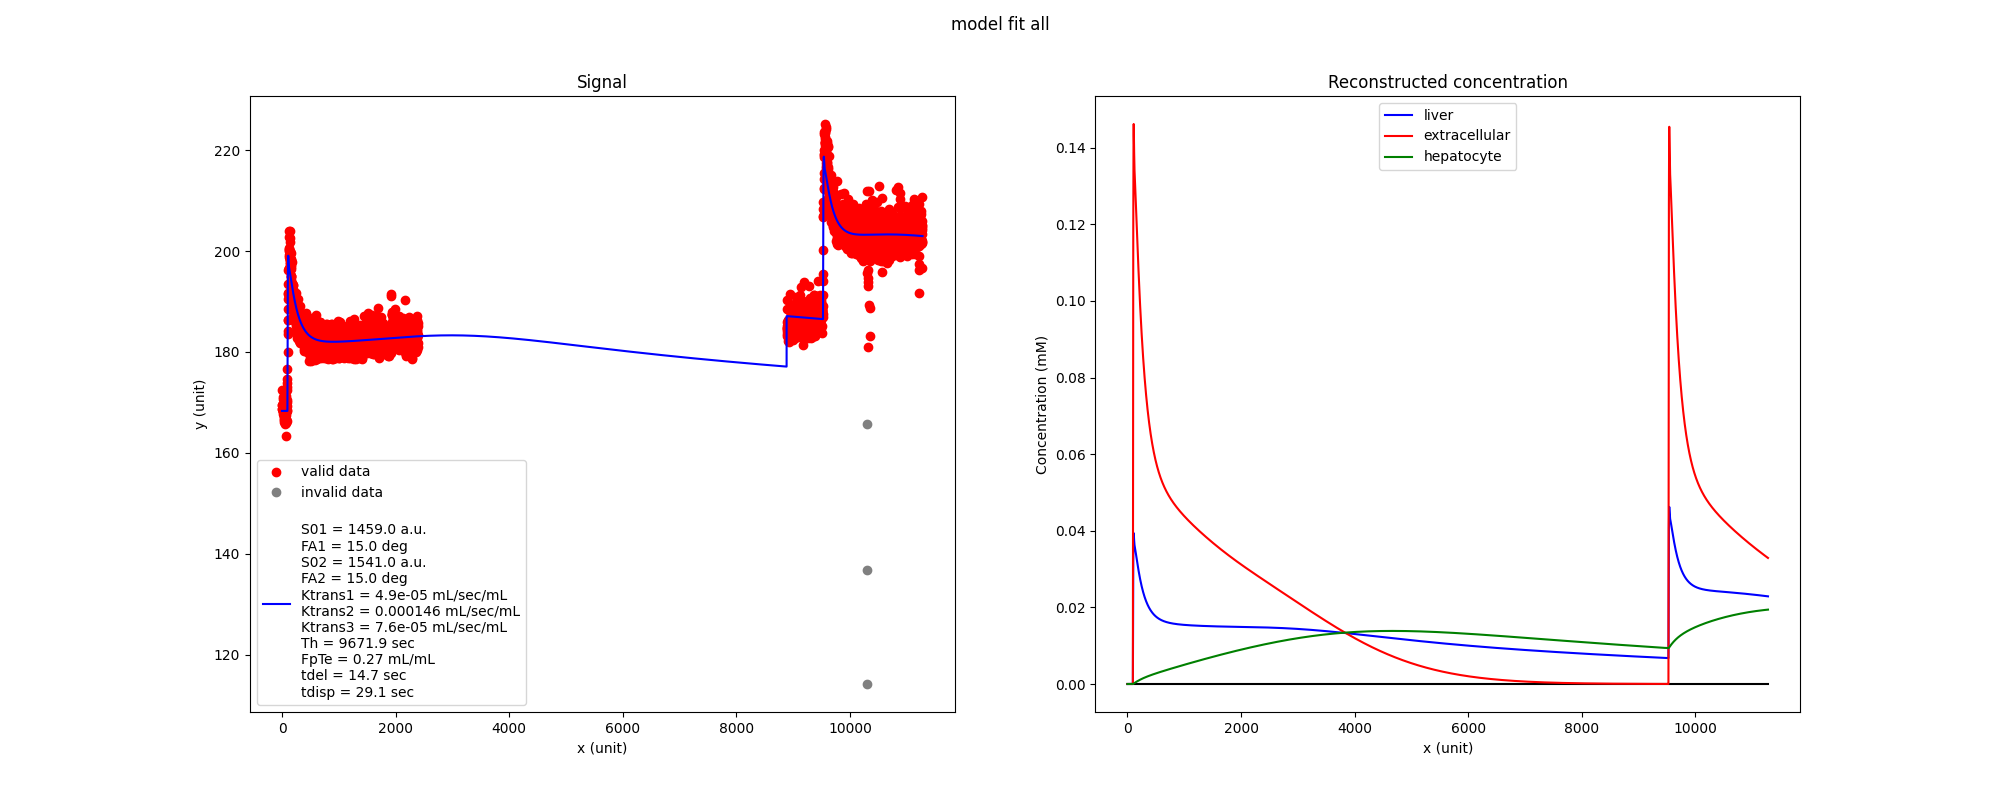 model fit all
Signal
y (unit)
220
200
180
160
140
120
valid data
invalid data
S01 = 1459.0 a.u.
FA1 = 15.0 deg
S02 = 1541.0 a.u.
FA2 = 15.0 deg
Ktrans1 = 4.9e-05 mL/sec/mL
Ktrans2 = 0.000146 mL/sec/mL
Ktrans3 = 7.6e-05 mL/sec/mL
Th = 9671.9 sec
FpTe = 0.27 mL/mL
tdel = 14.7 sec
tdisp = 29.1 sec
0 2000 4000 6000 8000 10000
x (unit)
Reconstructed concentration
liver
extracellular
hepatocyte
Concentration (mM)
0.14
0.12
0.10
0.08
0.06
0.04
0.02
0.00
0 2000 4000 6000 8000 10000
x (unit)